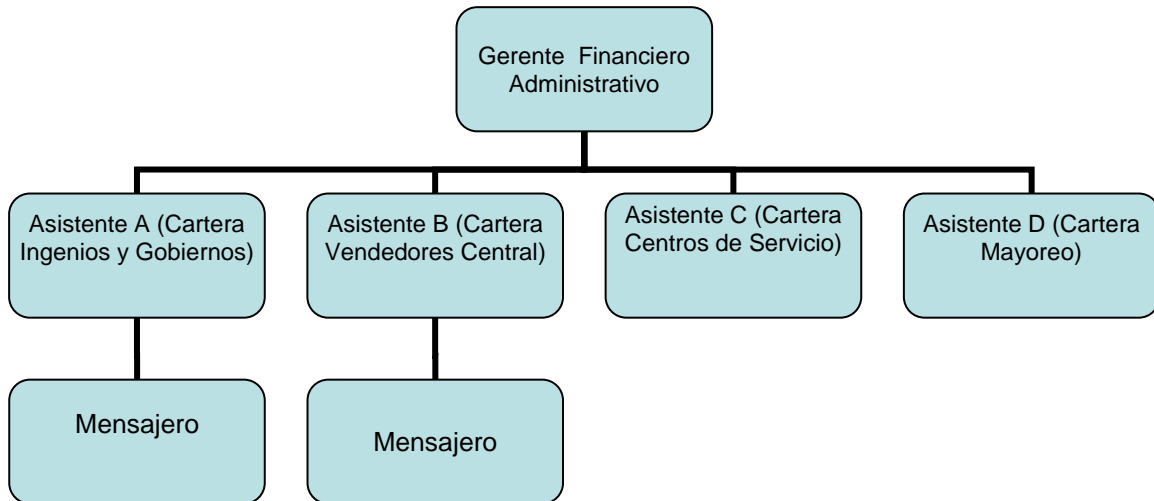 Gerente Financiero
Administrativo
Asistente A (Cartera
Ingenios y Gobiernos)
Asistente B (Cartera
Vendedores Central)
Asistente C (Cartera
Centros de Servicio)
Asistente D (Cartera
Mayoreo)
Mensajero
Mensajero